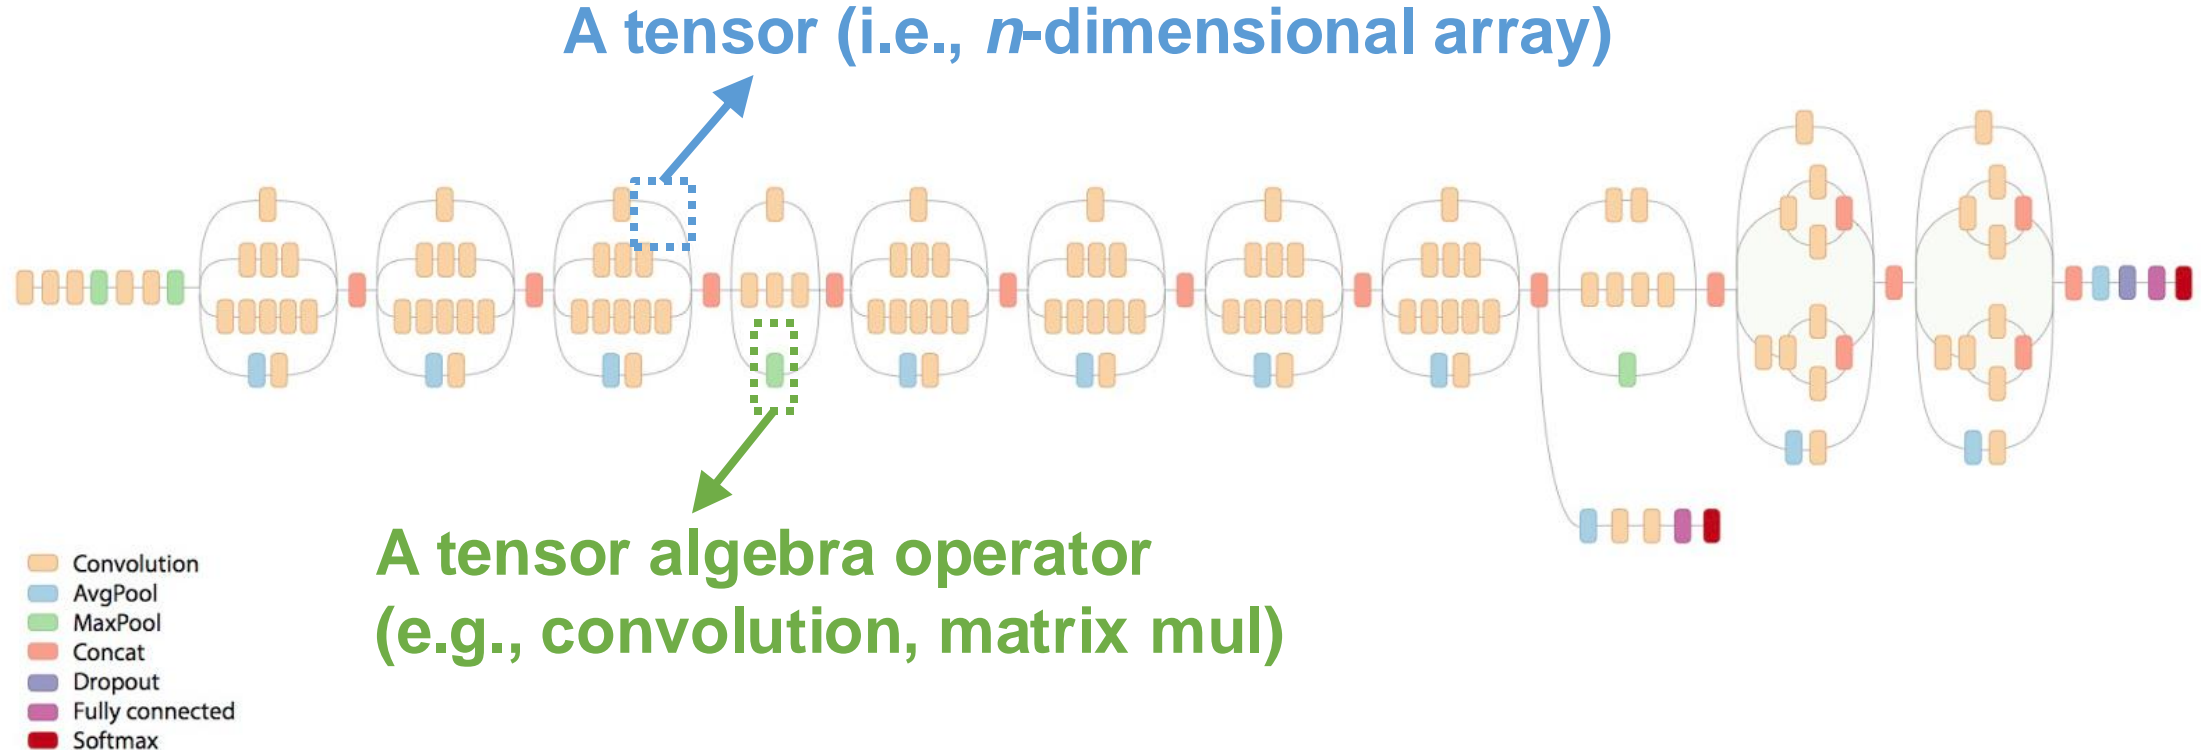 A tensor (i.e., n-dimensional array)
A tensor algebra operator
(e.g., convolution, matrix mul)
Convolution
AvgPool
MaxPool
Concat
Dropout
Fully connected
Softmax